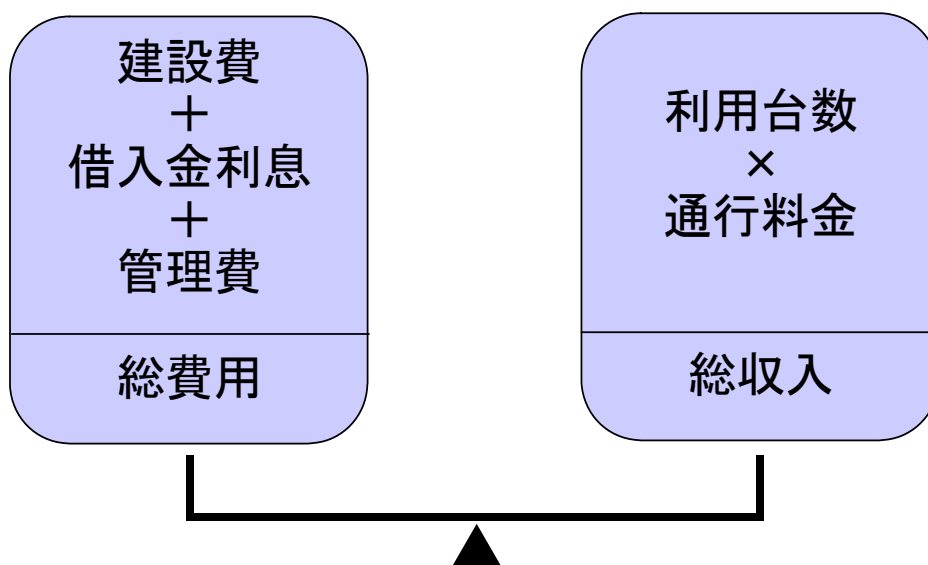 建設費
＋
借入金利息
＋
管理費
総費用
利用台数
×
通行料金
総収入